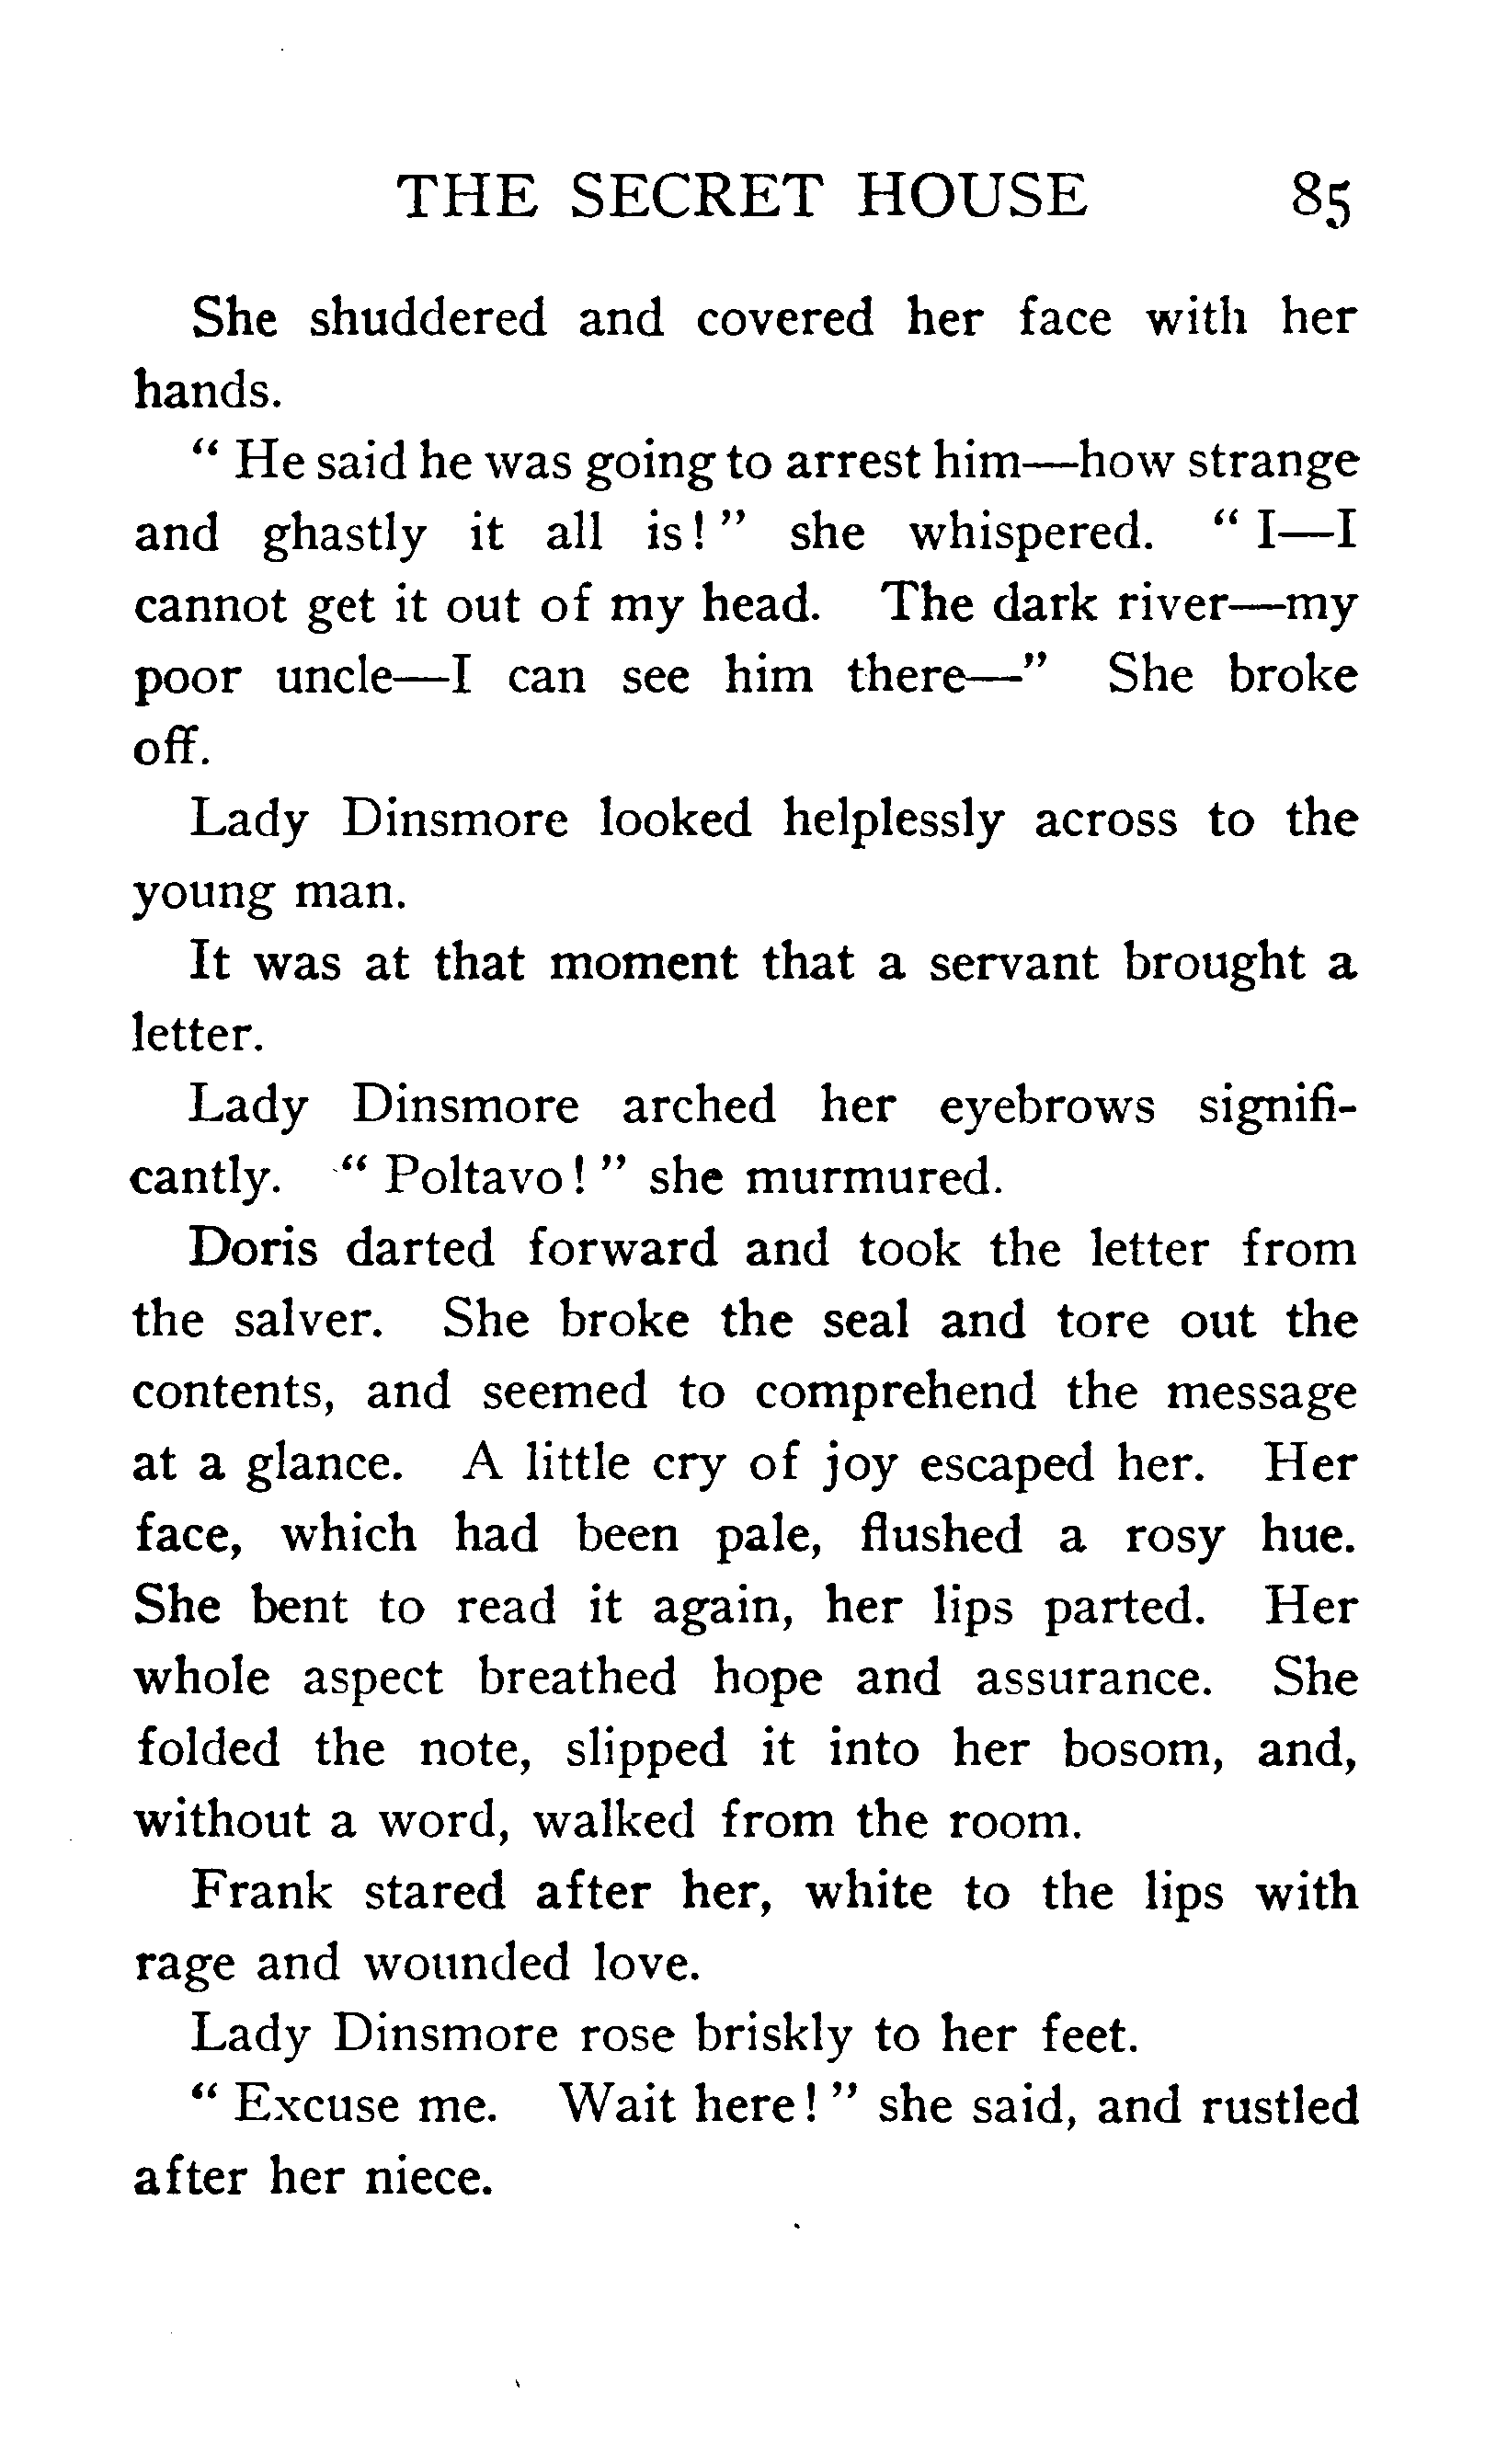 THE SECRET HOUSE 85
She shuddered and covered her face with her
hands.
“ He said he was going to arrest him—how strange
and ghastly it all is! ” she whispered. “ I—I
cannot get it out of my head. The dark river—my
poor uncle—I can see him there—” She broke
off.
Lady Dinsmore looked helplessly across to the
young man.
It was at that moment that a servant brought a
letter.
Lady Dinsmore arched her eyebrows signifi-
cantly. “ Poltavo! ” she murmured.
Doris darted forward and took the letter from
the salver. She broke the seal and tore out the
contents, and seemed to comprehend the message
at a glance. A little cry of joy escaped her. Her
face, which had been pale, flushed a rosy hue.
She bent to read it again, her lips parted. Her
whole aspect breathed hope and assurance. She
folded the note, slipped it into her bosom, and,
without a word, walked from the room.
Frank stared after her, white to the lips with
rage and wounded love.
Lady Dinsmore rose briskly to her feet.
“ Excuse me. Wait here! ” she said, and rustled
after her niece.